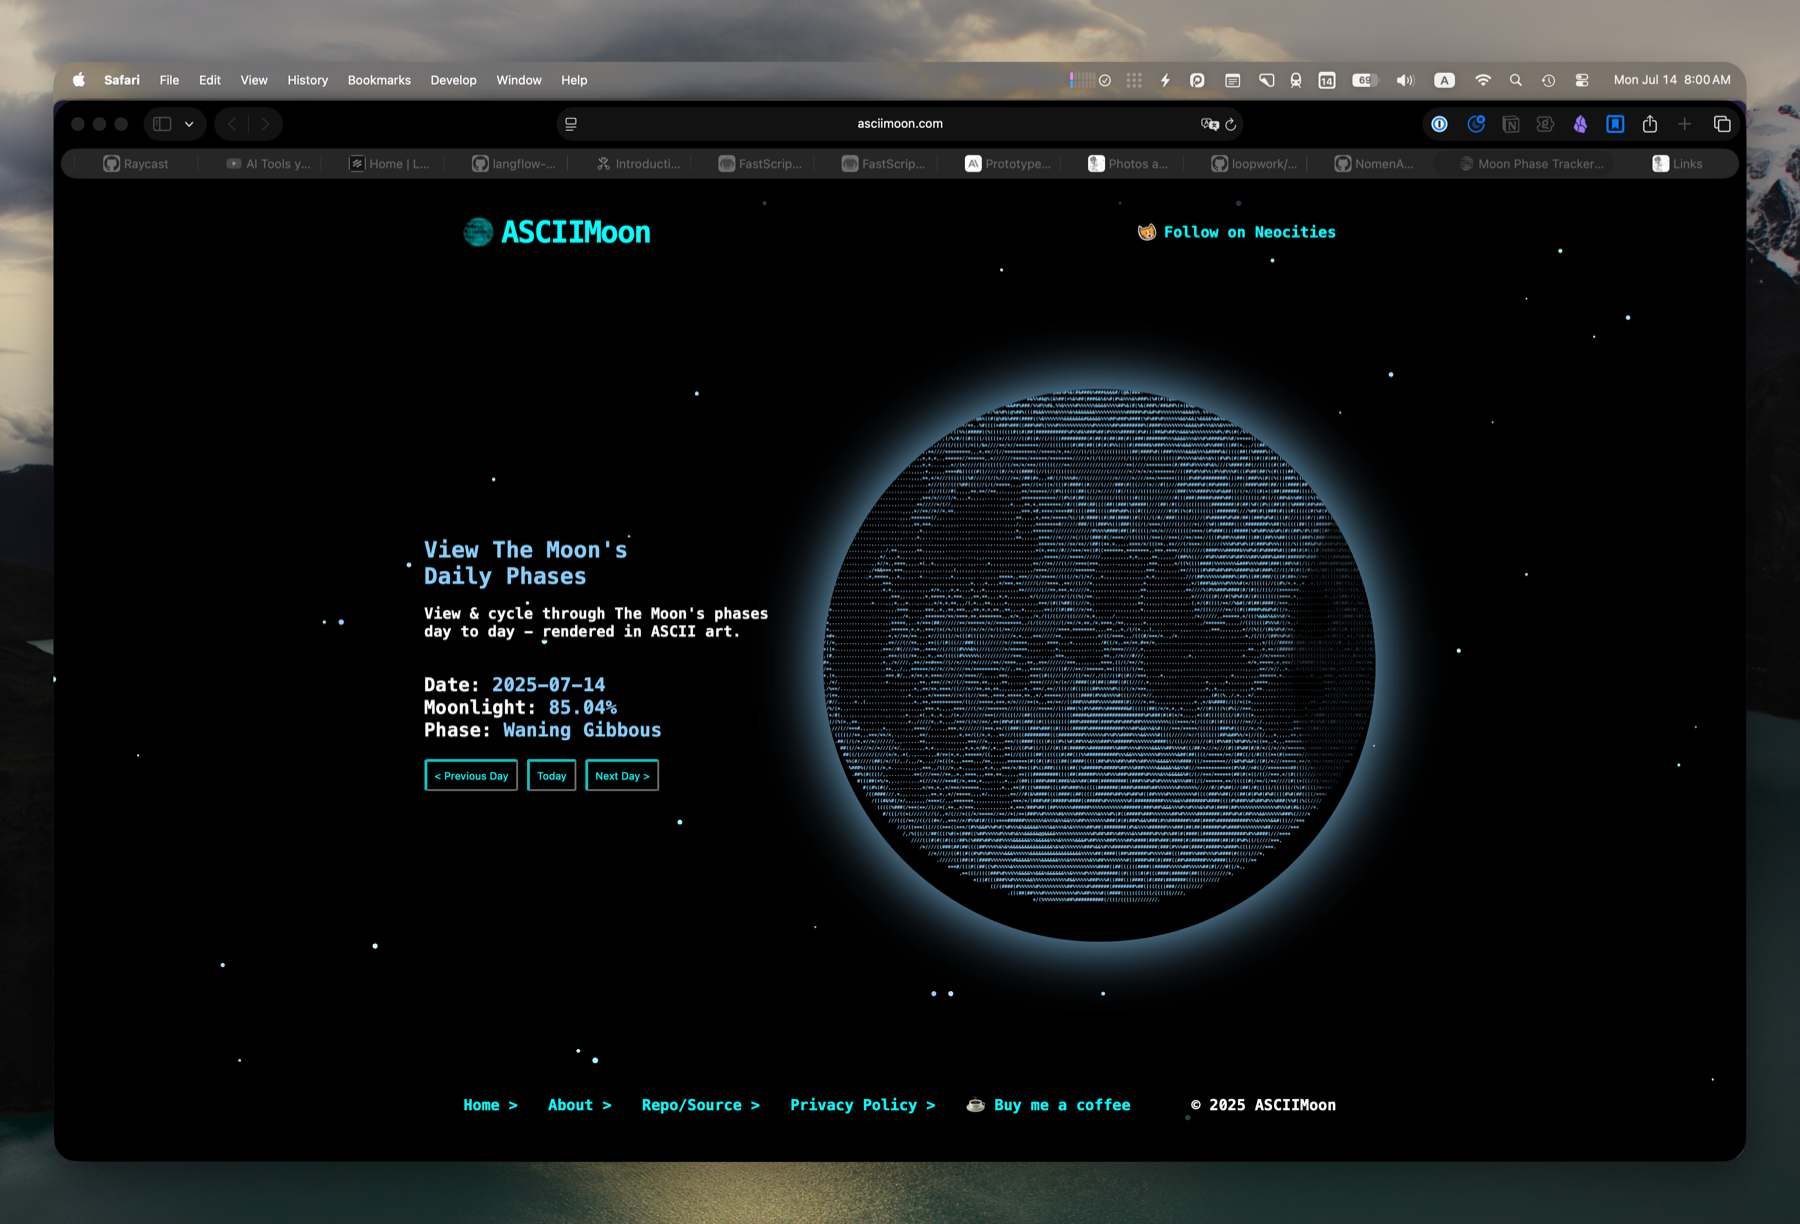 Safari File Edit View History Bookmarks Develop Window Help
14
69
A
Mon Jul 14 8:00 AM
asciimoon.com
Raycast
AI Tools y...
Home | L...
langflow-...
Introducti...
FastScrip...
FastScrip...
Prototype...
Photos a...
loopwork/...
NomenA...
Moon Phase Tracker...
Links
ASCIIMoon
Follow on Neocities
View The Moon's
Daily Phases
View & cycle through The Moon's phases
day to day – rendered in ASCII art.
Date: 2025-07-14
Moonlight: 85.04%
Phase: Waning Gibbous
< Previous Day
Today
Next Day >
Home >
About >
Repo/Source >
Privacy Policy >
Buy me a coffee
© 2025 ASCIIMoon